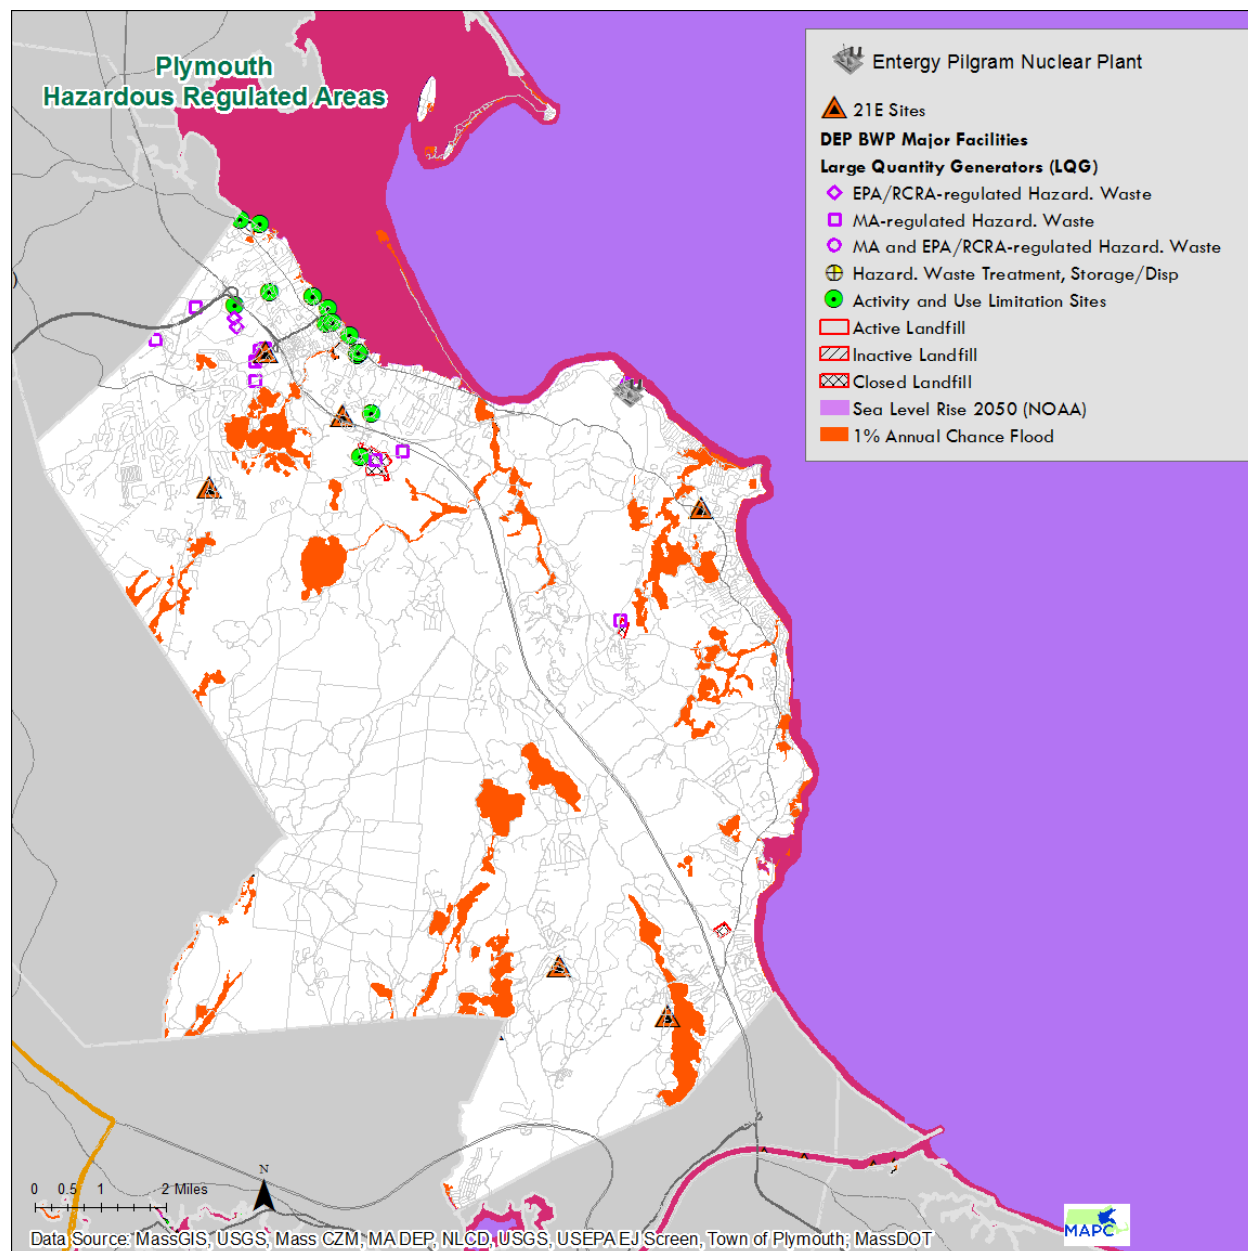 Plymouth
Hazardous Regulated Areas
Entergy Pilgram Nuclear Plant
21E Sites
DEP BWP Major Facilities
Large Quantity Generators (LQG)
EPA/RCRA-regulated Hazard. Waste
MA-regulated Hazard. Waste
MA and EPA/RCRA-regulated Hazard. Waste
Hazard. Waste Treatment, Storage/Disp
Activity and Use Limitation Sites
Active Landfill
Inactive Landfill
Closed Landfill
Sea Level Rise 2050 (NOAA)
1% Annual Chance Flood
N
0 0.5 1 2 Miles
MAPC
Data Source: MassGIS, USGS, Mass CZM, MA DEP, NLCD, USGS, USEPA EJ Screen, Town of Plymouth; MassDOT